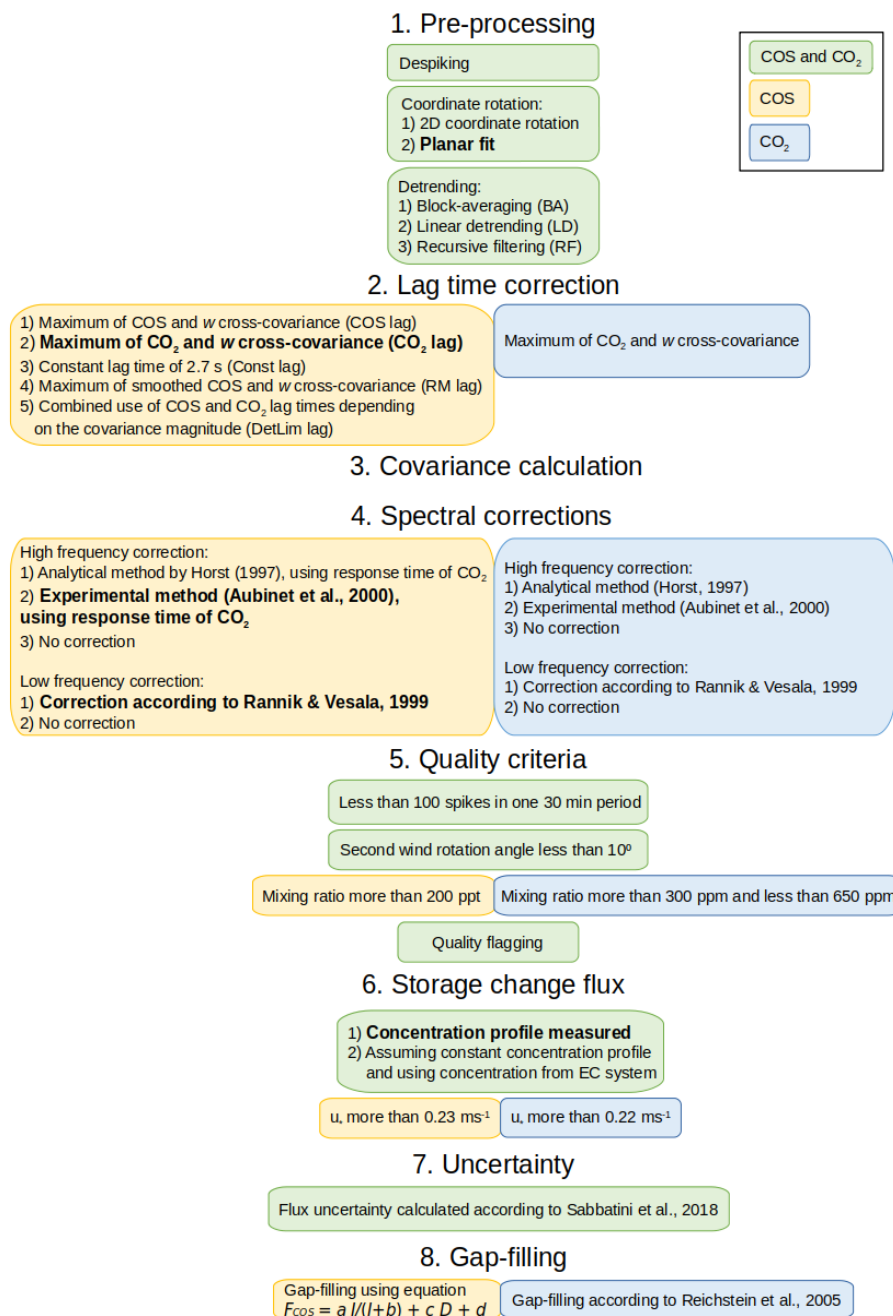 1. Pre-processing
Despiking
Coordinate rotation:
1) 2D coordinate rotation
2) Planar fit
Detrending:
1) Block-averaging (BA)
2) Linear detrending (LD)
3) Recursive filtering (RF)
COS and CO₂
COS
CO₂
2. Lag time correction
1) Maximum of COS and w cross-covariance (COS lag)
2) Maximum of CO₂ and w cross-covariance (CO₂ lag)
3) Constant lag time of 2.7 s (Const lag)
4) Maximum of smoothed COS and w cross-covariance (RM lag)
5) Combined use of COS and CO₂ lag times depending
on the covariance magnitude (DetLim lag)
Maximum of CO₂ and w cross-covariance
3. Covariance calculation
4. Spectral corrections
High frequency correction:
1) Analytical method by Horst (1997), using response time of CO₂
2) Experimental method (Aubinet et al., 2000),
using response time of CO₂
3) No correction
Low frequency correction:
1) Correction according to Rannik & Vesala, 1999
2) No correction
High frequency correction:
1) Analytical method (Horst, 1997)
2) Experimental method (Aubinet et al., 2000)
3) No correction
Low frequency correction:
1) Correction according to Rannik & Vesala, 1999
2) No correction
5. Quality criteria
Less than 100 spikes in one 30 min period
Second wind rotation angle less than 10⁰
Mixing ratio more than 200 ppt
Mixing ratio more than 300 ppm and less than 650 ppm
Quality flagging
6. Storage change flux
1) Concentration profile measured
2) Assuming constant concentration profile
and using concentration from EC system
u* more than 0.23 ms⁻¹
u* more than 0.22 ms⁻¹
7. Uncertainty
Flux uncertainty calculated according to Sabbatini et al., 2018
8. Gap-filling
Gap-filling using equation
F_COS = a I/(I+b) + c D + d
Gap-filling according to Reichstein et al., 2005